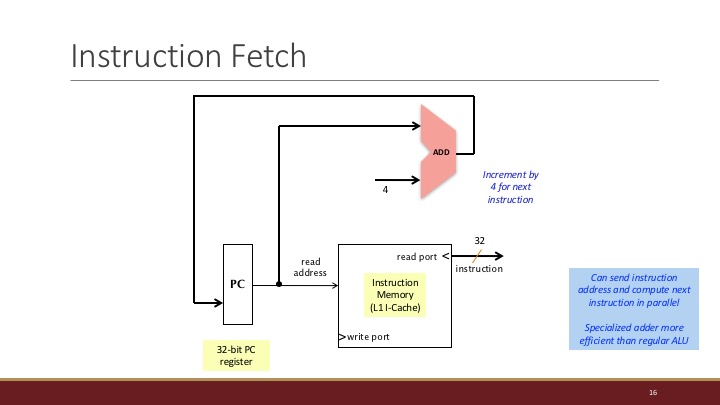 Instruction Fetch
ADD
4
Increment by
4 for next
instruction
32
read port
instruction
read
address
PC
Instruction
Memory
(L1 I-Cache)
write port
32-bit PC
register
Can send instruction
address and compute next
instruction in parallel
Specialized adder more
efficient than regular ALU
16